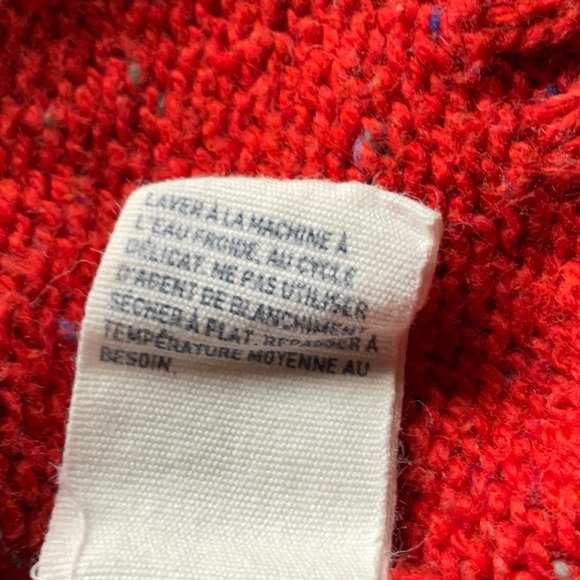 LAVER À LA MACHINE À
L'EAU FROIDE, AU CYCLE
DÉLICAT. NE PAS UTILISER
D'AGENT DE BLANCHIMENT.
SÉCHER À PLAT. REPASSER À
TEMPÉRATURE MOYENNE AU
BESOIN.